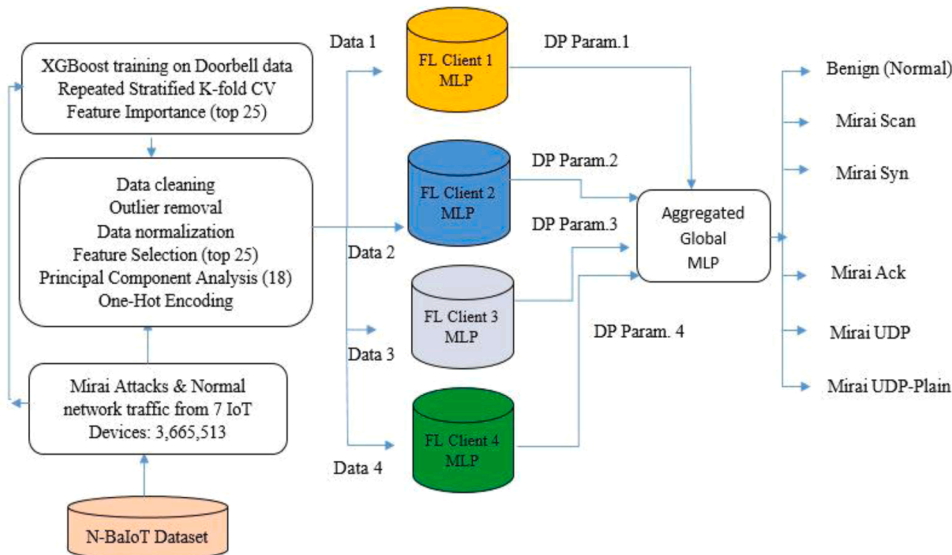 XGBoost training on Doorbell data
Repeated Stratified K-fold CV
Feature Importance (top 25)
Data cleaning
Outlier removal
Data normalization
Feature Selection (top 25)
Principal Component Analysis (18)
One-Hot Encoding
Mirai Attacks & Normal
network traffic from 7 IoT
Devices: 3,665,513
N-BaIoT Dataset
Data 1
Data 2
Data 3
Data 4
FL Client 1
MLP
FL Client 2
MLP
FL Client 3
MLP
FL Client 4
MLP
DP Param.1
DP Param.2
DP Param.3
DP Param. 4
Aggregated
Global
MLP
Benign (Normal)
Mirai Scan
Mirai Syn
Mirai Ack
Mirai UDP
Mirai UDP-Plain